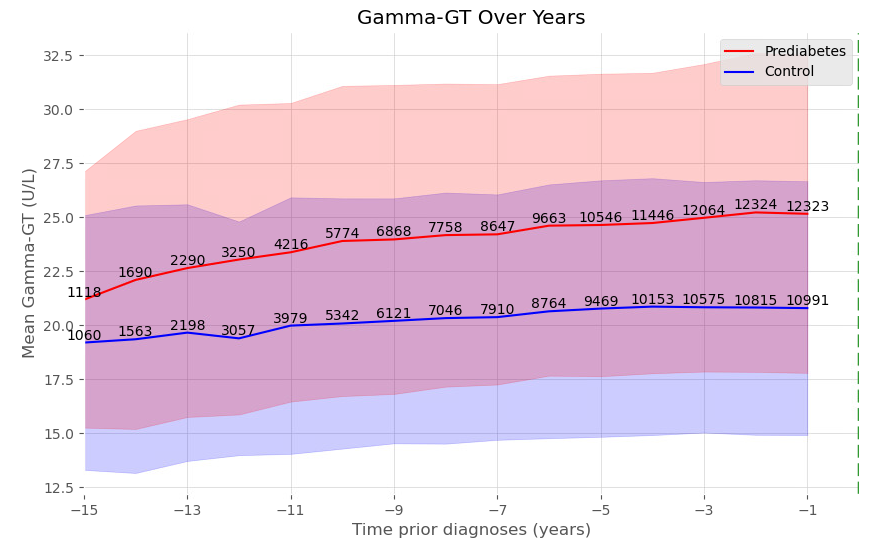 Gamma-GT Over Years
Prediabetes
Control
Mean Gamma-GT (U/L)
32.5
30.0
27.5
25.0
22.5
20.0
17.5
15.0
12.5
1118 1690 2290 3250 4216 5774 6868 7758 8647 9663 10546 11446 12064 12324 12323
1060 1563 2198 3057 3979 5342 6121 7046 7910 8764 9469 10153 10575 10815 10991
−15 −13 −11 −9 −7 −5 −3 −1
Time prior diagnoses (years)